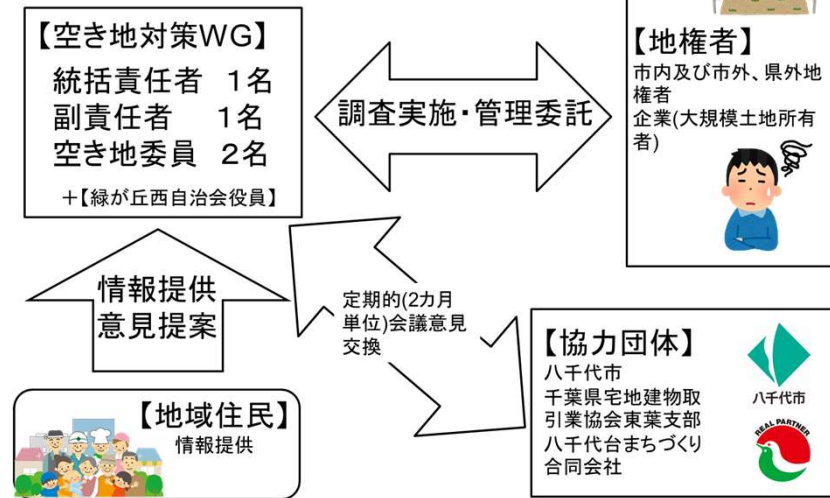 【空き地対策WG】
統括責任者 1名
副責任者 1名
空き地委員 2名
+【緑が丘西自治会役員】
調査実施・管理委託
【地権者】
市内及び市外、県外地
権者
企業(大規模土地所有
者)
情報提供
意見提案
定期的(2カ月
単位)会議意見
交換
【地域住民】
情報提供
【協力団体】
八千代市
千葉県宅地建物取
引業協会東葉支部
八千代台まちづくり
合同会社
八千代市
REAL PARTNER